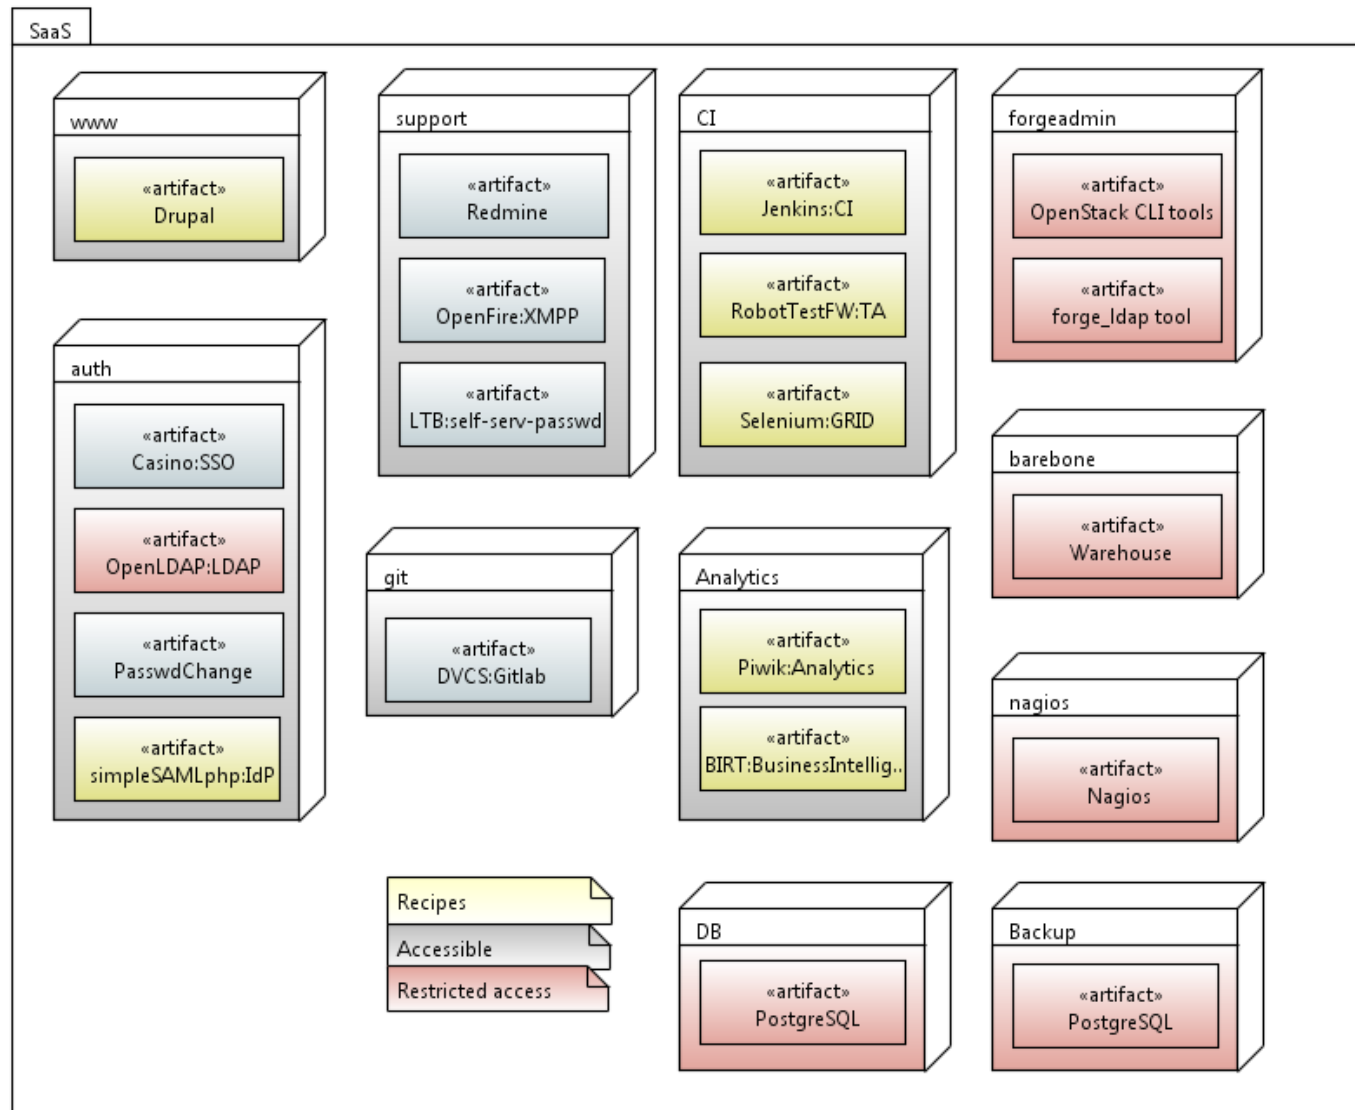 SaaS
www
«artifact»
Drupal
support
«artifact»
Redmine
«artifact»
OpenFire:XMPP
«artifact»
LTB:self-serv-passwd
CI
«artifact»
Jenkins:CI
«artifact»
RobotTestFW:TA
«artifact»
Selenium:GRID
forgeadmin
«artifact»
OpenStack CLI tools
«artifact»
forge_ldap tool
auth
«artifact»
Casino:SSO
«artifact»
OpenLDAP:LDAP
«artifact»
PasswdChange
«artifact»
simpleSAMLphp:IdP
git
«artifact»
DVCS:Gitlab
Analytics
«artifact»
Piwik:Analytics
«artifact»
BIRT:BusinessIntellig..
barebone
«artifact»
Warehouse
nagios
«artifact»
Nagios
Recipes
Accessible
Restricted access
DB
«artifact»
PostgreSQL
Backup
«artifact»
PostgreSQL